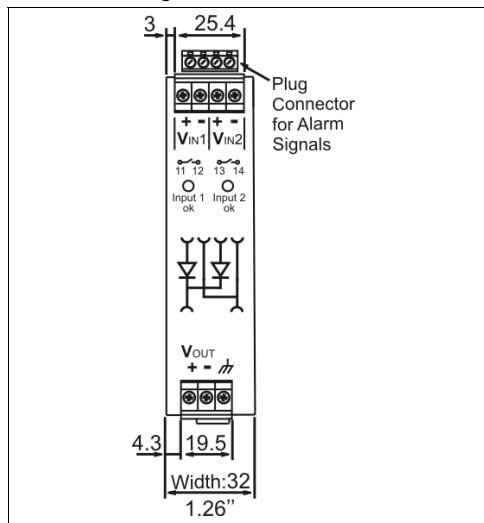 3 25.4
Plug
Connector
for Alarm
Signals
+ - + -
VIN1 VIN2
11 12 13 14
Input 1 Input 2
ok ok
VOUT
+ -
4.3 19.5
Width:32
1.26”